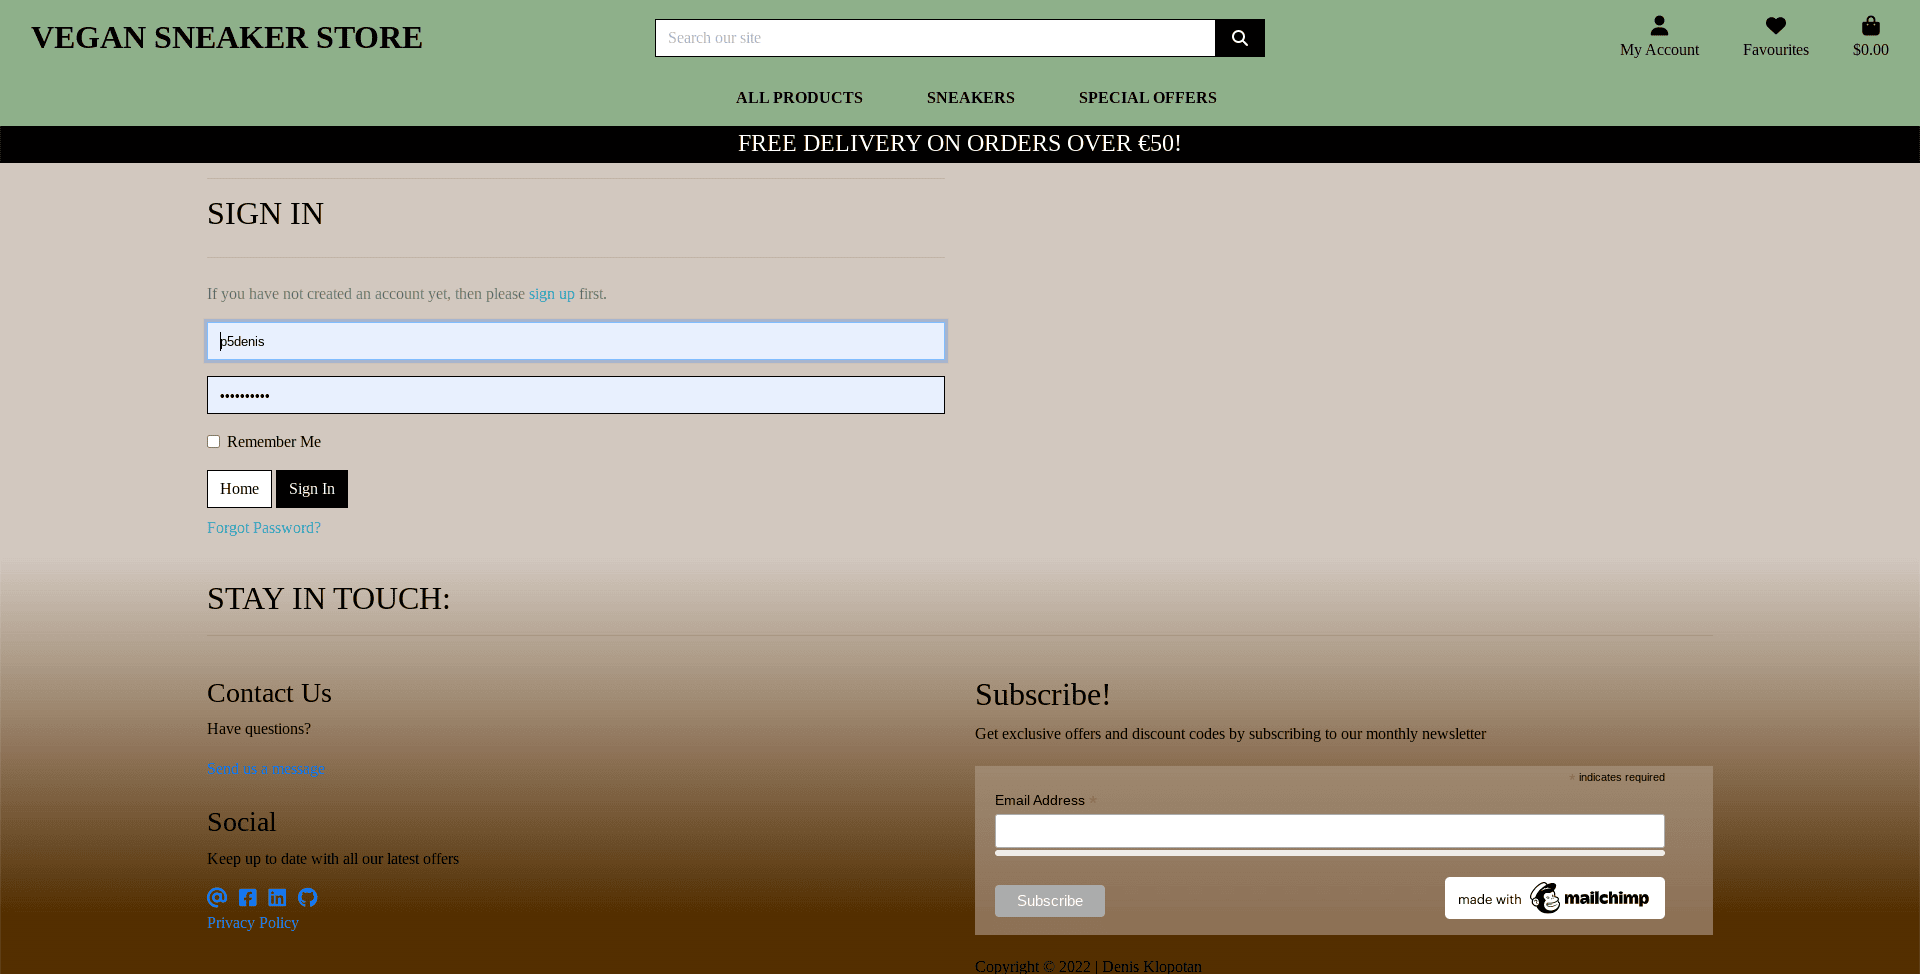 VEGAN SNEAKER STORE
Search our site
My Account
Favourites
$0.00
ALL PRODUCTS
SNEAKERS
SPECIAL OFFERS
FREE DELIVERY ON ORDERS OVER €50!
SIGN IN
If you have not created an account yet, then please sign up first.
p5denis
••••••••••
Remember Me
Home
Sign In
Forgot Password?
STAY IN TOUCH:
Contact Us
Have questions?
Send us a message
Social
Keep up to date with all our latest offers
Privacy Policy
Subscribe!
Get exclusive offers and discount codes by subscribing to our monthly newsletter
* indicates required
Email Address *
Subscribe
made with mailchimp
Copyright © 2022 | Denis Klopotan